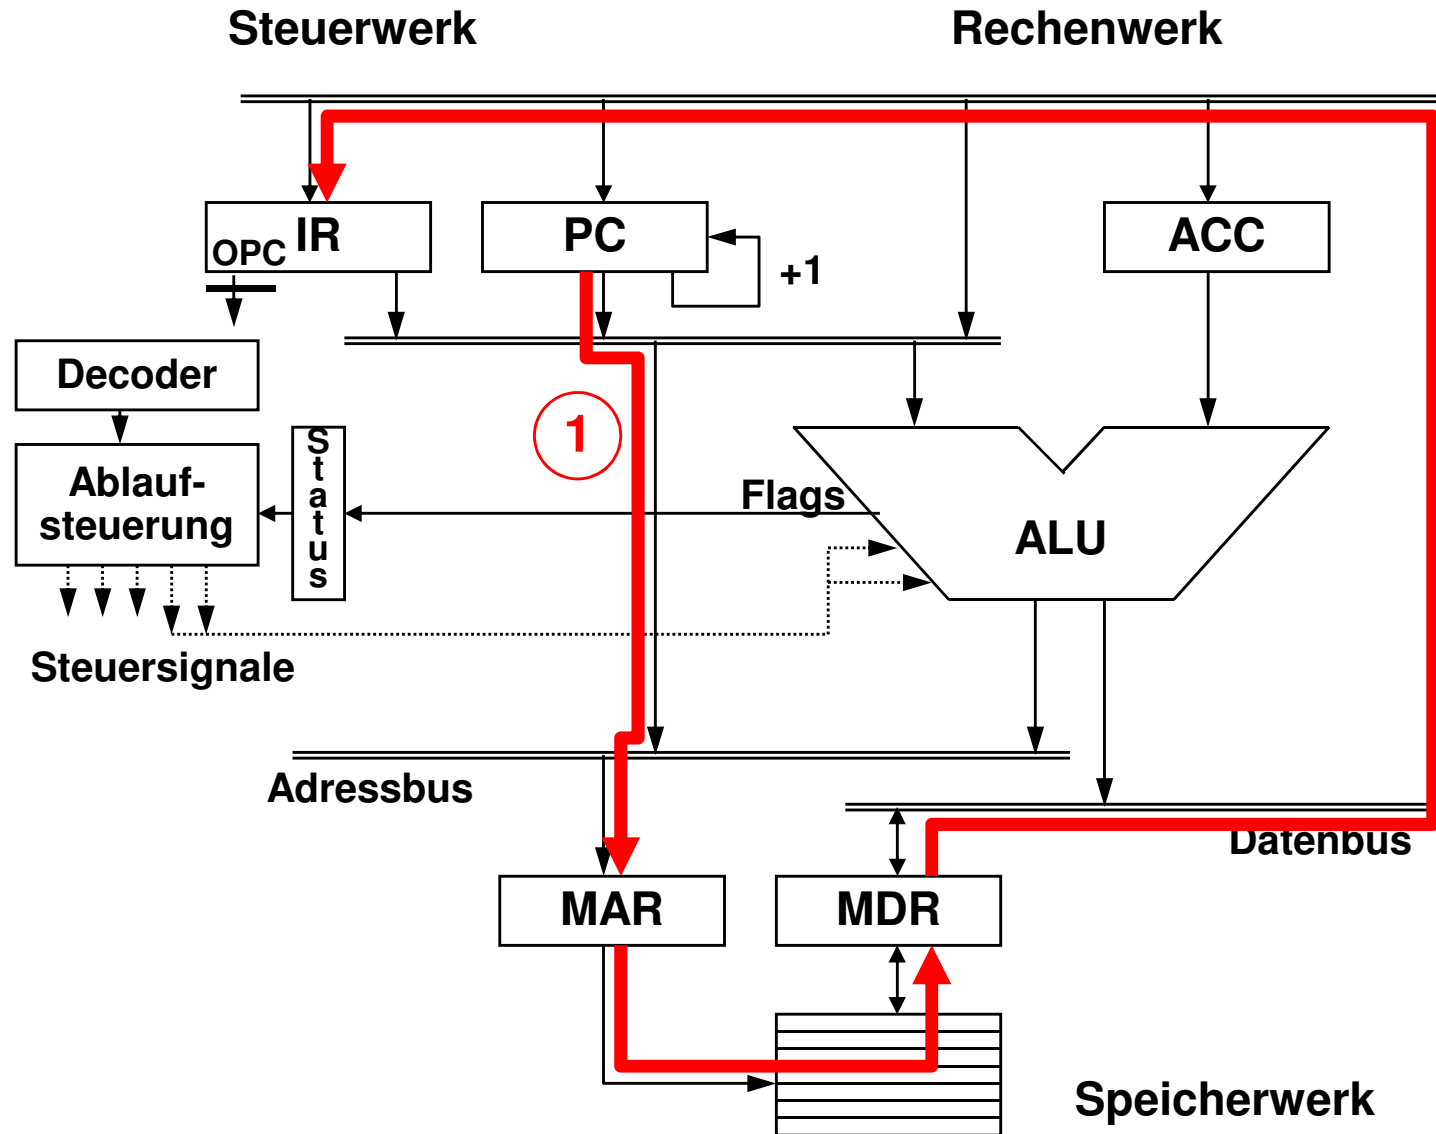 Steuerwerk
Rechenwerk
IR
OPC
PC
+1
ACC
Decoder
1
Status
Ablauf-
steuerung
Flags
ALU
Steuersignale
Adressbus
Datenbus
MAR
MDR
Speicherwerk